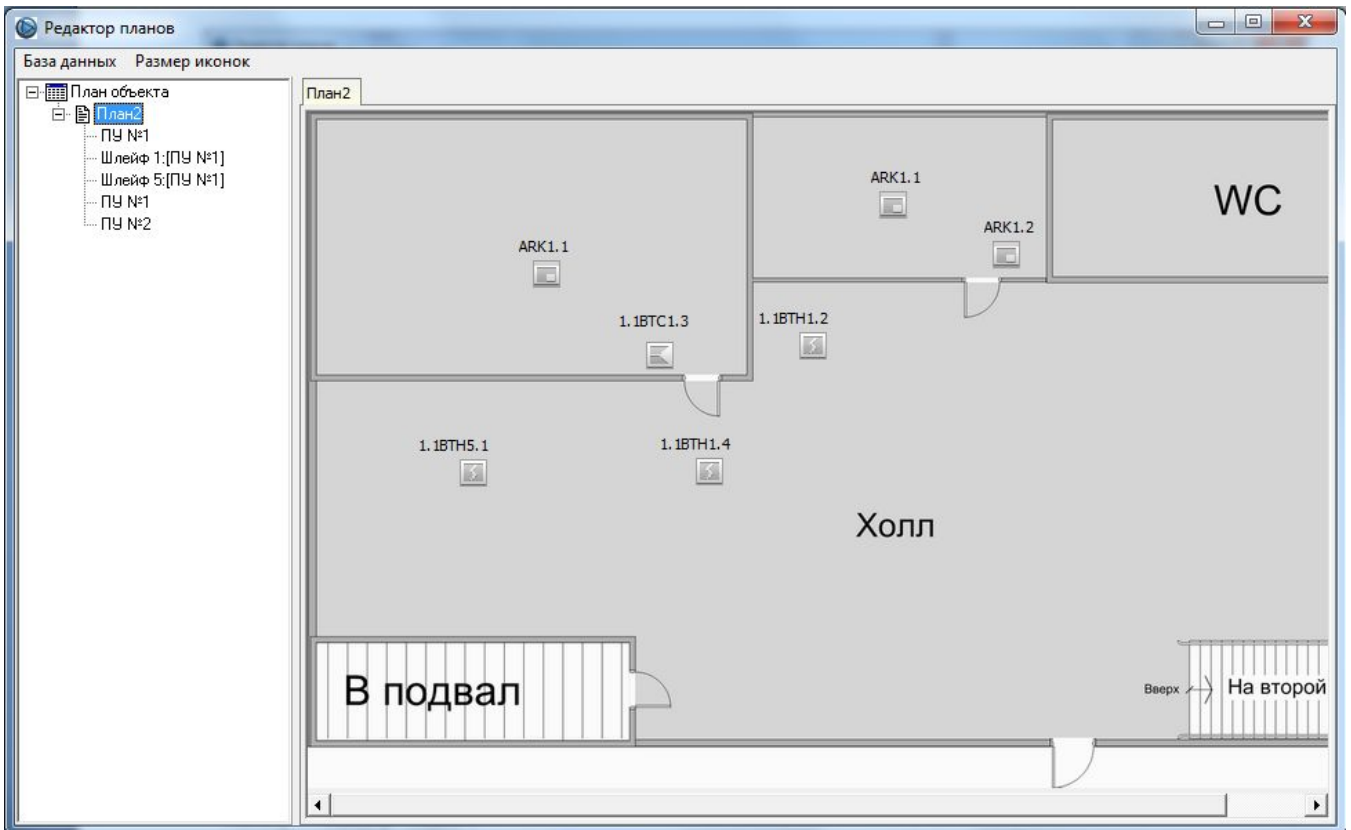 Редактор планов
База данных Размер иконок
План объекта
План2
ПУ №1
Шлейф 1:[ПУ №1]
Шлейф 5:[ПУ №1]
ПУ №1
ПУ №2
План2
ARK1.1
WC
ARK1.2
ARK1.1
1.1BTC1.3
1.1BTH1.2
1.1BTH5.1
1.1BTH1.4
Холл
В подвал
Вверх
На второй